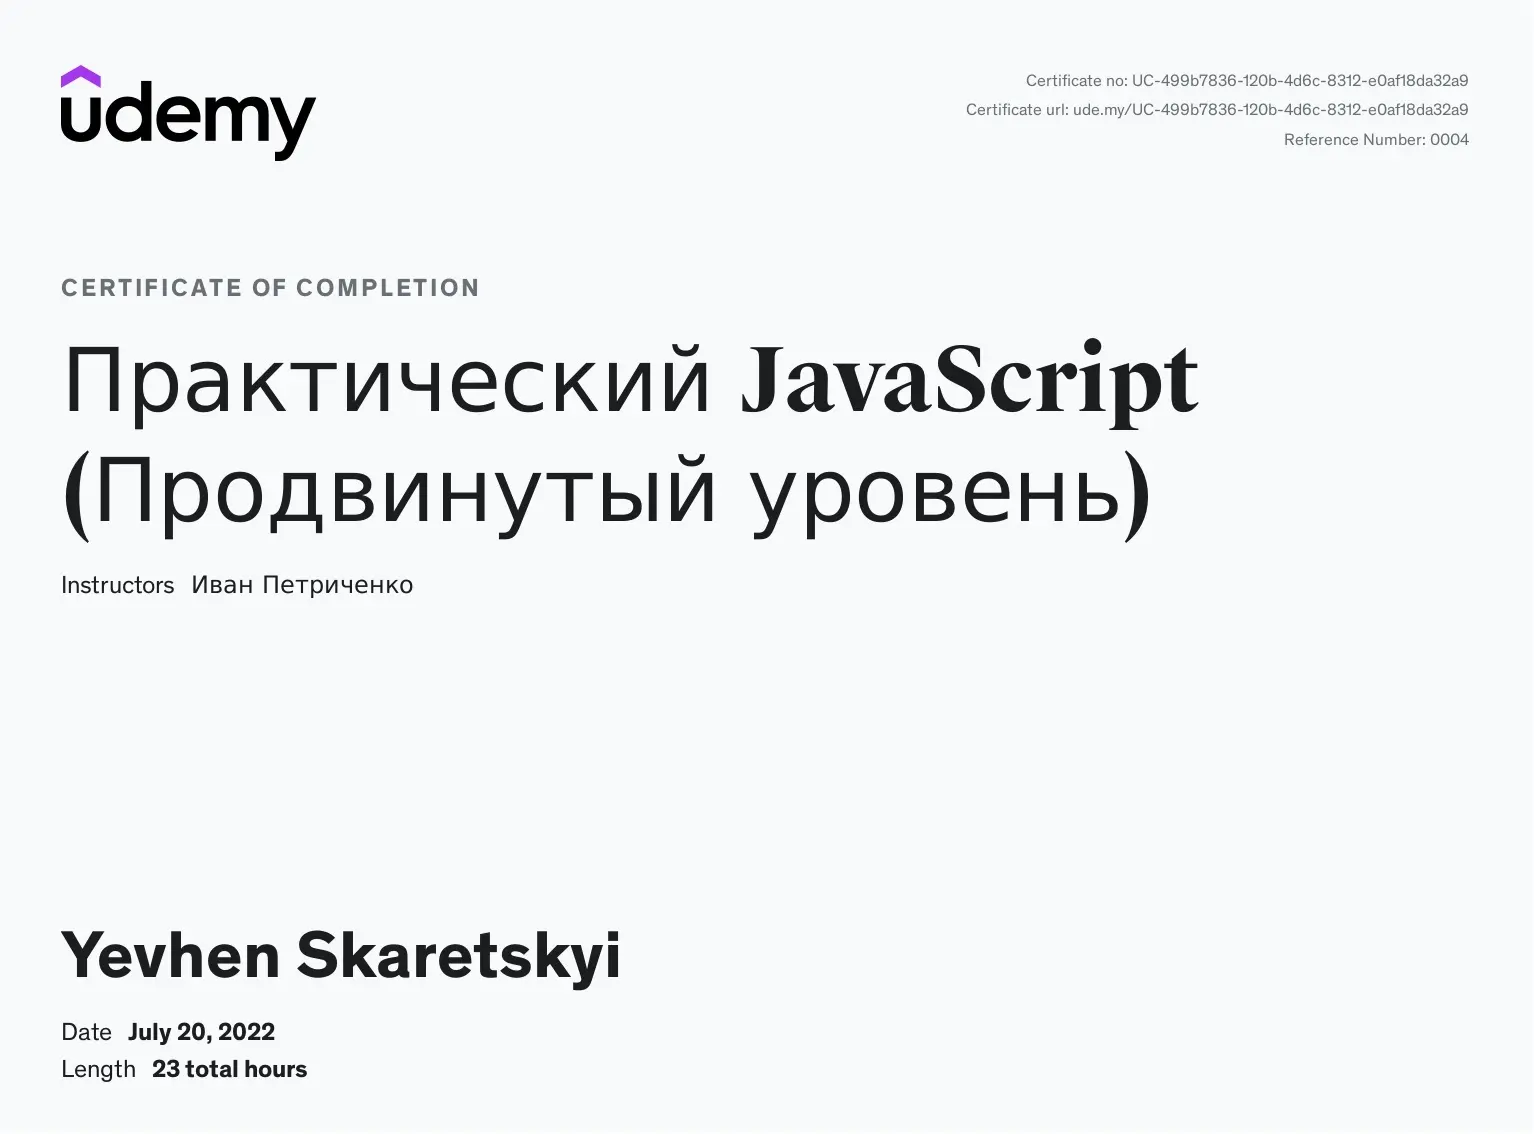 udemy
Certificate no: UC-499b7836-120b-4d6c-8312-e0af18da32a9
Certificate url: ude.my/UC-499b7836-120b-4d6c-8312-e0af18da32a9
Reference Number: 0004
CERTIFICATE OF COMPLETION
Практический JavaScript
(Продвинутый уровень)
Instructors Иван Петриченко
Yevhen Skaretskyi
Date July 20, 2022
Length 23 total hours